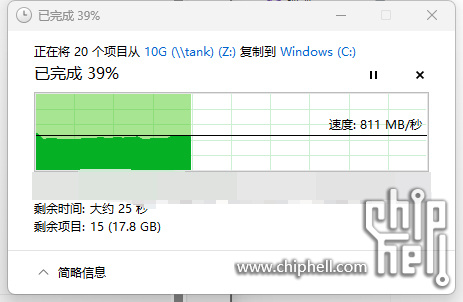 已完成 39%
正在将 20 个项目从 10G (\\tank) (Z:) 复制到 Windows (C:)
已完成 39%
速度: 811 MB/秒
剩余时间: 大约 25 秒
剩余项目: 15 (17.8 GB)
简略信息
chip
hell
www.chiphell.com